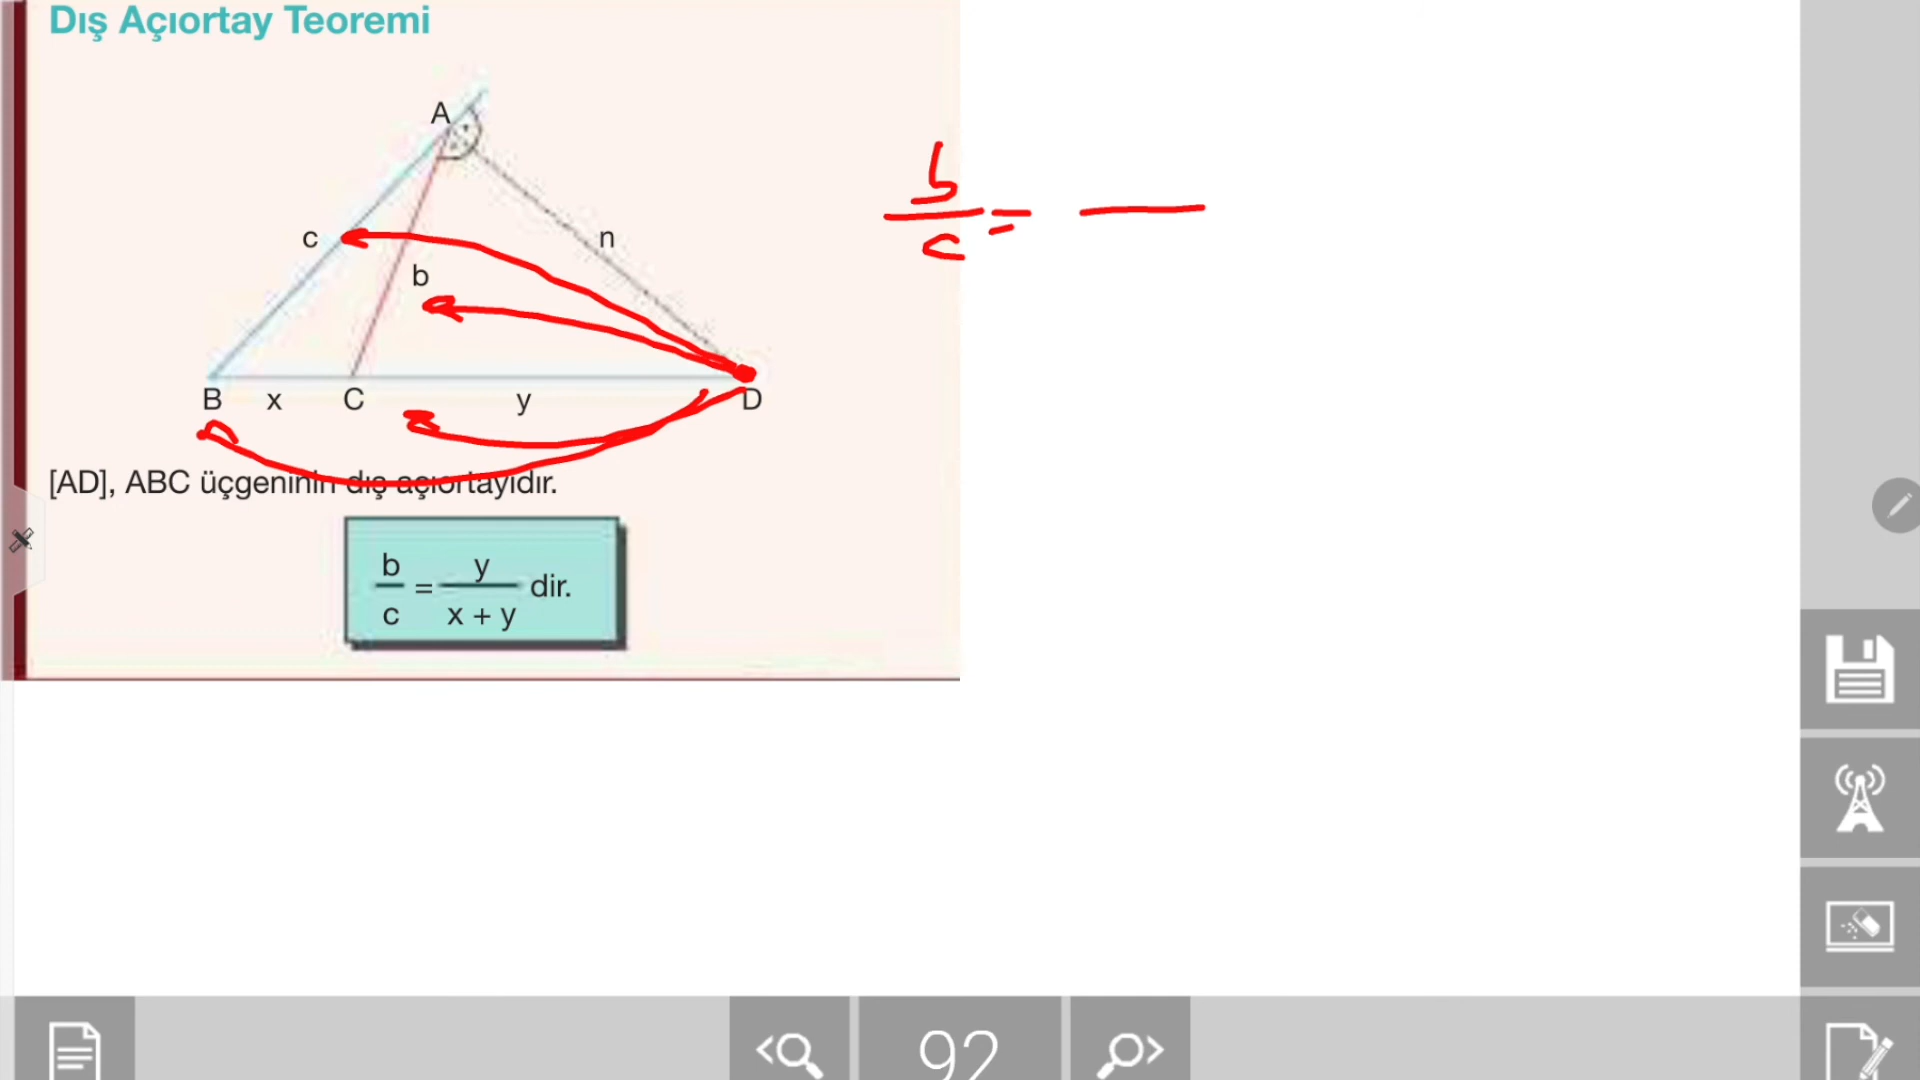 Dış Açıortay Teoremi
A
c
n
b
B x C y D
[AD], ABC üçgeninin dış açıortayıdır.
b/c = y/(x + y) dir.
b/c =
92